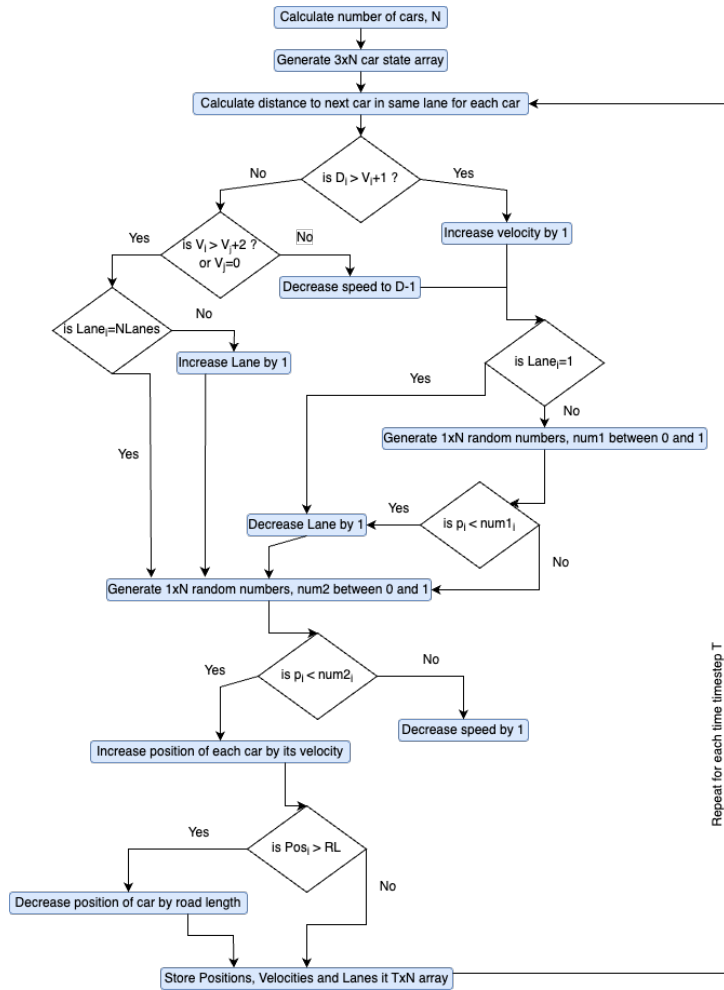 Calculate number of cars, N
Generate 3xN car state array
Calculate distance to next car in same lane for each car
is Di > Vi+1 ?
No
Yes
Increase velocity by 1
Yes
is Vi > Vj+2 ?
or Vj=0
No
Decrease speed to D-1
is Lanei=NLanes
No
Increase Lane by 1
is Lanei=1
Yes
No
Generate 1xN random numbers, num1 between 0 and 1
Yes
Decrease Lane by 1
Yes
is pi < num1i
No
Generate 1xN random numbers, num2 between 0 and 1
Yes
is pi < num2i
No
Decrease speed by 1
Increase position of each car by its velocity
Repeat for each time timestep T
Yes
is Posi > RL
No
Decrease position of car by road length
Store Positions, Velocities and Lanes it TxN array